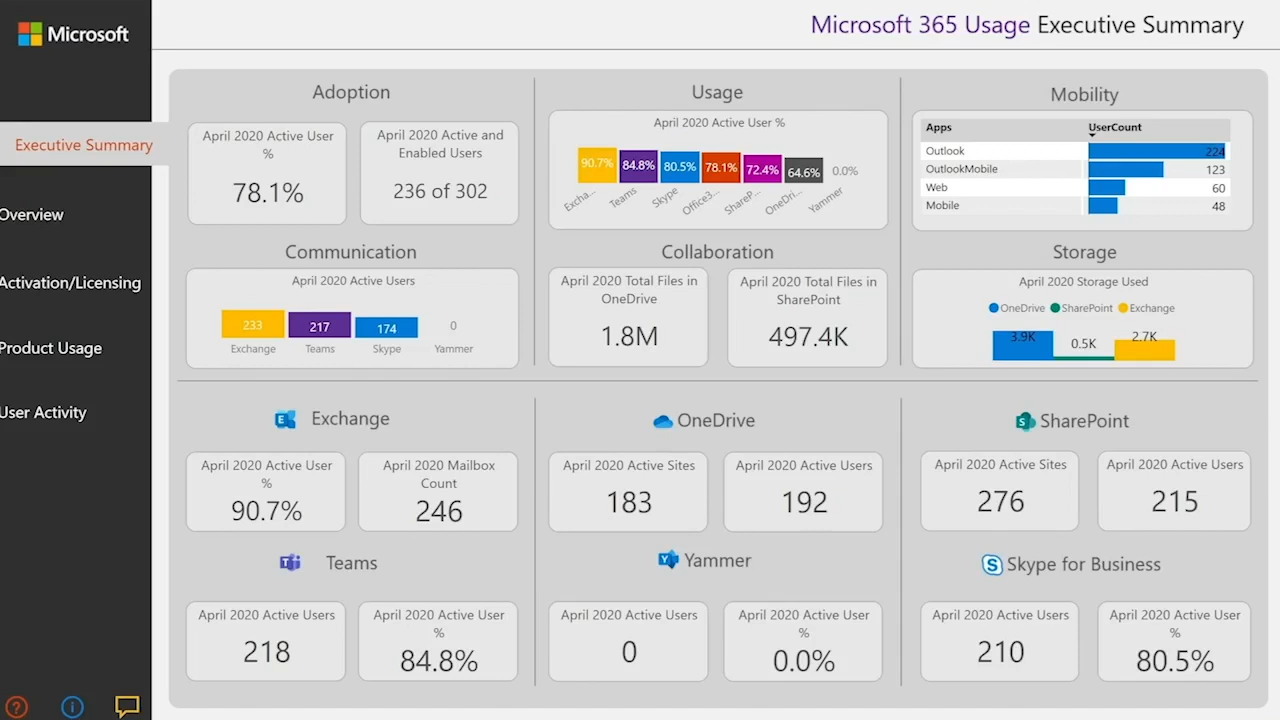 Microsoft
Microsoft 365 Usage Executive Summary
Executive Summary
Overview
Activation/Licensing
Product Usage
User Activity
Adoption
April 2020 Active User
%
78.1%
April 2020 Active and
Enabled Users
236 of 302
Usage
April 2020 Active User %
90.7% 84.8% 80.5% 78.1% 72.4% 64.6% 0.0%
Excha... Teams Skype Office3... ShareP... OneDri... Yammer
Mobility
Apps UserCount
Outlook 224
OutlookMobile 123
Web 60
Mobile 48
Communication
April 2020 Active Users
233 217 174 0
Exchange Teams Skype Yammer
Collaboration
April 2020 Total Files in
OneDrive
1.8M
April 2020 Total Files in
SharePoint
497.4K
Storage
April 2020 Storage Used
OneDrive SharePoint Exchange
3.9K 0.5K 2.7K
Exchange
April 2020 Active User
%
90.7%
April 2020 Mailbox
Count
246
OneDrive
April 2020 Active Sites
183
April 2020 Active Users
192
SharePoint
April 2020 Active Sites
276
April 2020 Active Users
215
Teams
April 2020 Active Users
218
April 2020 Active User
%
84.8%
Yammer
April 2020 Active Users
0
April 2020 Active User
%
0.0%
Skype for Business
April 2020 Active Users
210
April 2020 Active User
%
80.5%